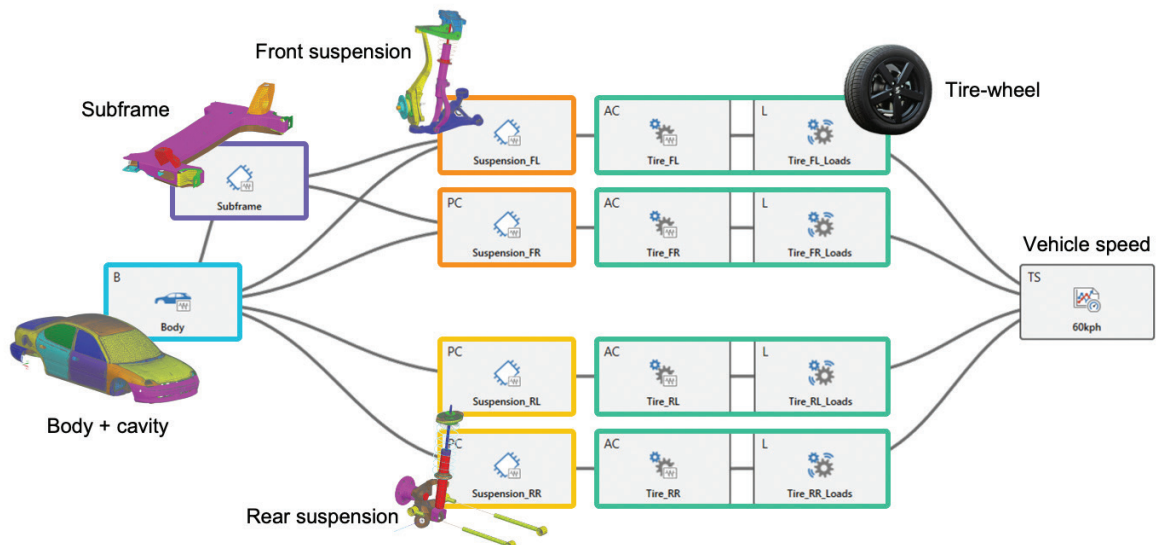 Front suspension
Subframe
Tire-wheel
AC
L
Suspension_FL
Tire_FL
Tire_FL_Loads
Subframe
PC
AC
L
Suspension_FR
Tire_FR
Tire_FR_Loads
Vehicle speed
B
TS
Body
60kph
PC
AC
L
Suspension_RL
Tire_RL
Tire_RL_Loads
Body + cavity
PC
AC
L
Suspension_RR
Tire_RR
Tire_RR_Loads
Rear suspension